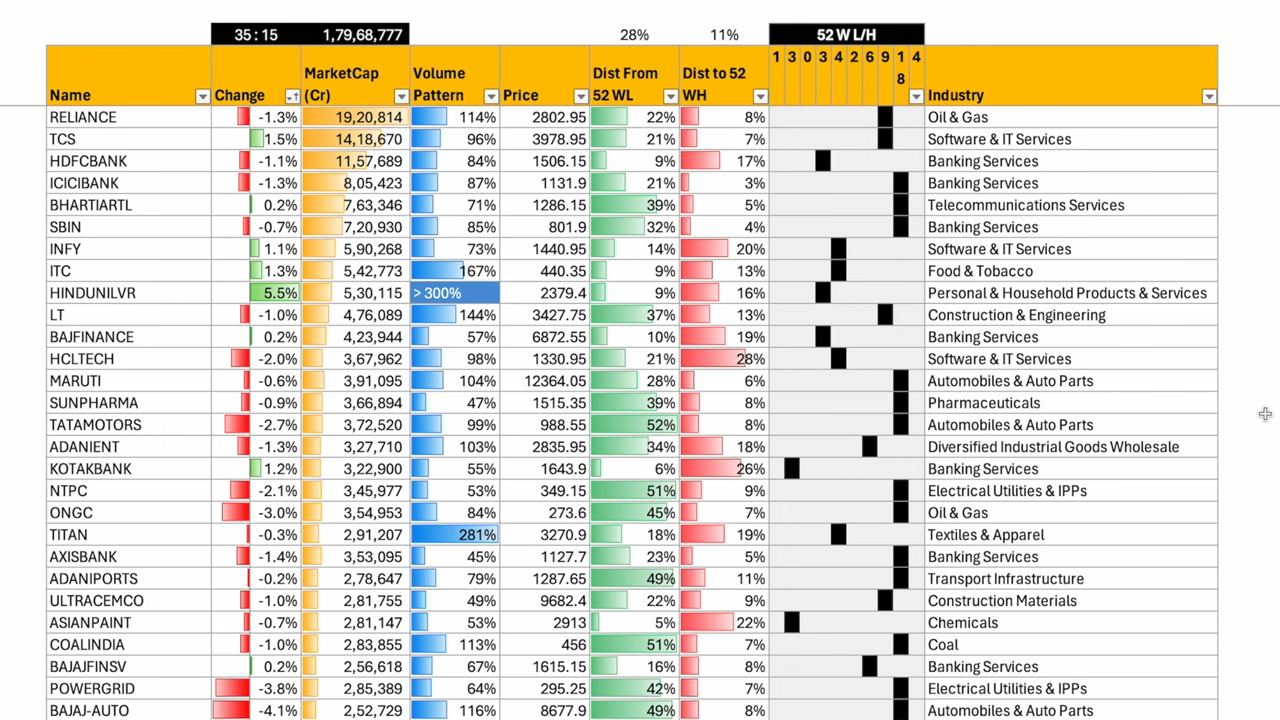 35 : 15 1,79,68,777 28% 11% 52 W L/H
Name Change MarketCap (Cr) Volume Pattern Price Dist From 52 WL Dist to 52 WH 1 3 0 3 4 2 6 9 18 4 Industry
RELIANCE -1.3% 19,20,814 114% 2802.95 22% 8% Oil & Gas
TCS 1.5% 14,18,670 96% 3978.95 21% 7% Software & IT Services
HDFCBANK -1.1% 11,57,689 84% 1506.15 9% 17% Banking Services
ICICIBANK -1.3% 8,05,423 87% 1131.9 21% 3% Banking Services
BHARTIARTL 0.2% 7,63,346 71% 1286.15 39% 5% Telecommunications Services
SBIN -0.7% 7,20,930 85% 801.9 32% 4% Banking Services
INFY 1.1% 5,90,268 73% 1440.95 14% 20% Software & IT Services
ITC 1.3% 5,42,773 167% 440.35 9% 13% Food & Tobacco
HINDUNILVR 5.5% 5,30,115 > 300% 2379.4 9% 16% Personal & Household Products & Services
LT -1.0% 4,76,089 144% 3427.75 37% 13% Construction & Engineering
BAJFINANCE 0.2% 4,23,944 57% 6872.55 10% 19% Banking Services
HCLTECH -2.0% 3,67,962 98% 1330.95 21% 28% Software & IT Services
MARUTI -0.6% 3,91,095 104% 12364.05 28% 6% Automobiles & Auto Parts
SUNPHARMA -0.9% 3,66,894 47% 1515.35 39% 8% Pharmaceuticals
TATAMOTORS -2.7% 3,72,520 99% 988.55 52% 8% Automobiles & Auto Parts
ADANIENT -1.3% 3,27,710 103% 2835.95 34% 18% Diversified Industrial Goods Wholesale
KOTAKBANK 1.2% 3,22,900 55% 1643.9 6% 26% Banking Services
NTPC -2.1% 3,45,977 53% 349.15 51% 9% Electrical Utilities & IPPs
ONGC -3.0% 3,54,953 84% 273.6 45% 7% Oil & Gas
TITAN -0.3% 2,91,207 281% 3270.9 18% 19% Textiles & Apparel
AXISBANK -1.4% 3,53,095 45% 1127.7 23% 5% Banking Services
ADANIPORTS -0.2% 2,78,647 79% 1287.65 49% 11% Transport Infrastructure
ULTRACEMCO -1.0% 2,81,755 49% 9682.4 22% 9% Construction Materials
ASIANPAINT -0.7% 2,81,147 53% 2913 5% 22% Chemicals
COALINDIA -1.0% 2,83,855 113% 456 51% 7% Coal
BAJAJFINSV 0.2% 2,56,618 67% 1615.15 16% 8% Banking Services
POWERGRID -3.8% 2,85,389 64% 295.25 42% 7% Electrical Utilities & IPPs
BAJAJ-AUTO -4.1% 2,52,729 116% 8677.9 49% 8% Automobiles & Auto Parts